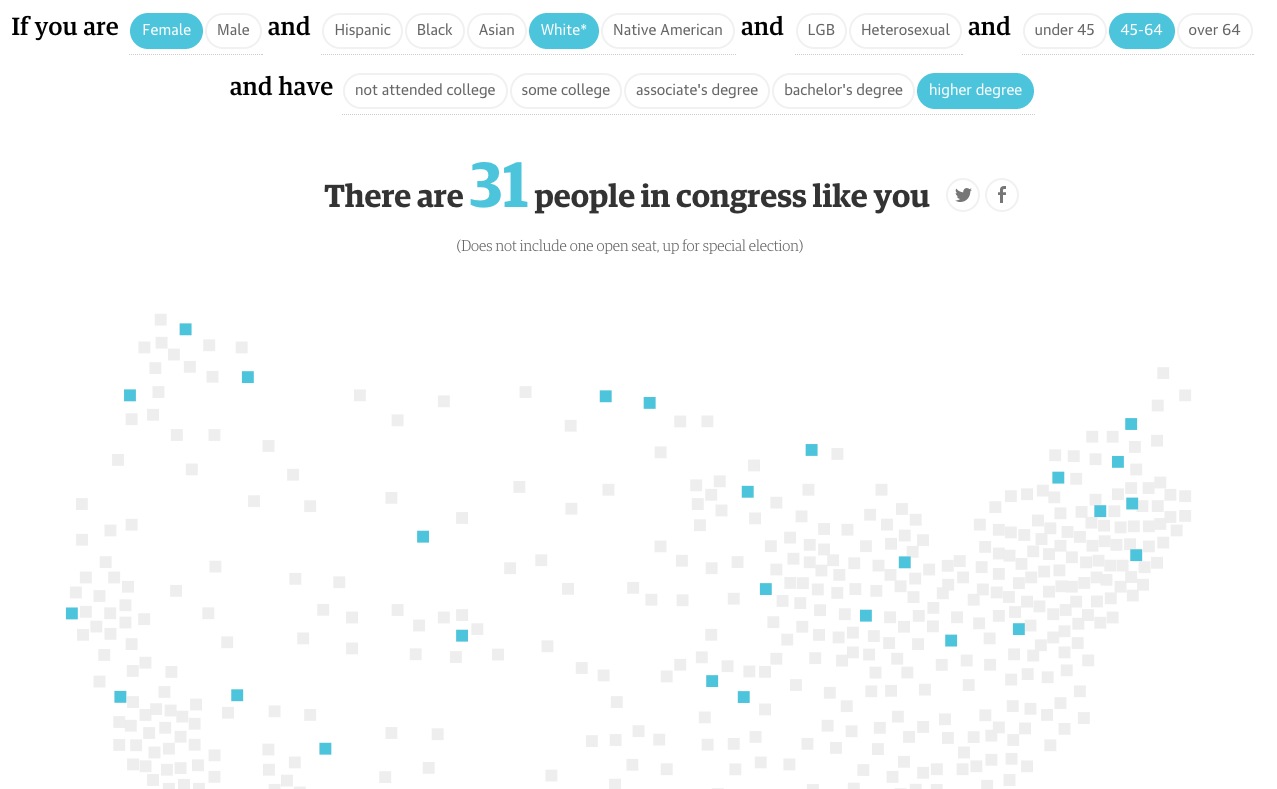 If you are Female Male and Hispanic Black Asian White* Native American and LGB Heterosexual and under 45 45-64 over 64
and have not attended college some college associate's degree bachelor's degree higher degree
There are 31 people in congress like you
(Does not include one open seat, up for special election)